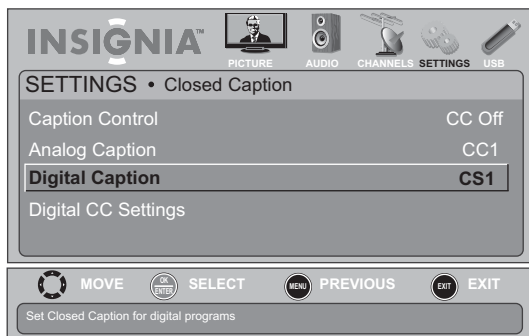 INSIGNIA™
PICTURE AUDIO CHANNELS SETTINGS USB
SETTINGS • Closed Caption
Caption Control CC Off
Analog Caption CC1
Digital Caption CS1
Digital CC Settings
MOVE OK ENTER SELECT MENU PREVIOUS EXIT EXIT
Set Closed Caption for digital programs